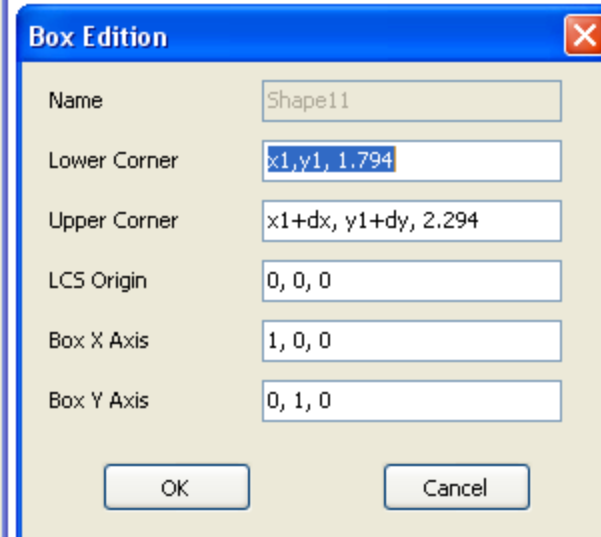 Box Edition
Name Shape11
Lower Corner x1,y1, 1.794
Upper Corner x1+dx, y1+dy, 2.294
LCS Origin 0, 0, 0
Box X Axis 1, 0, 0
Box Y Axis 0, 1, 0
OK Cancel